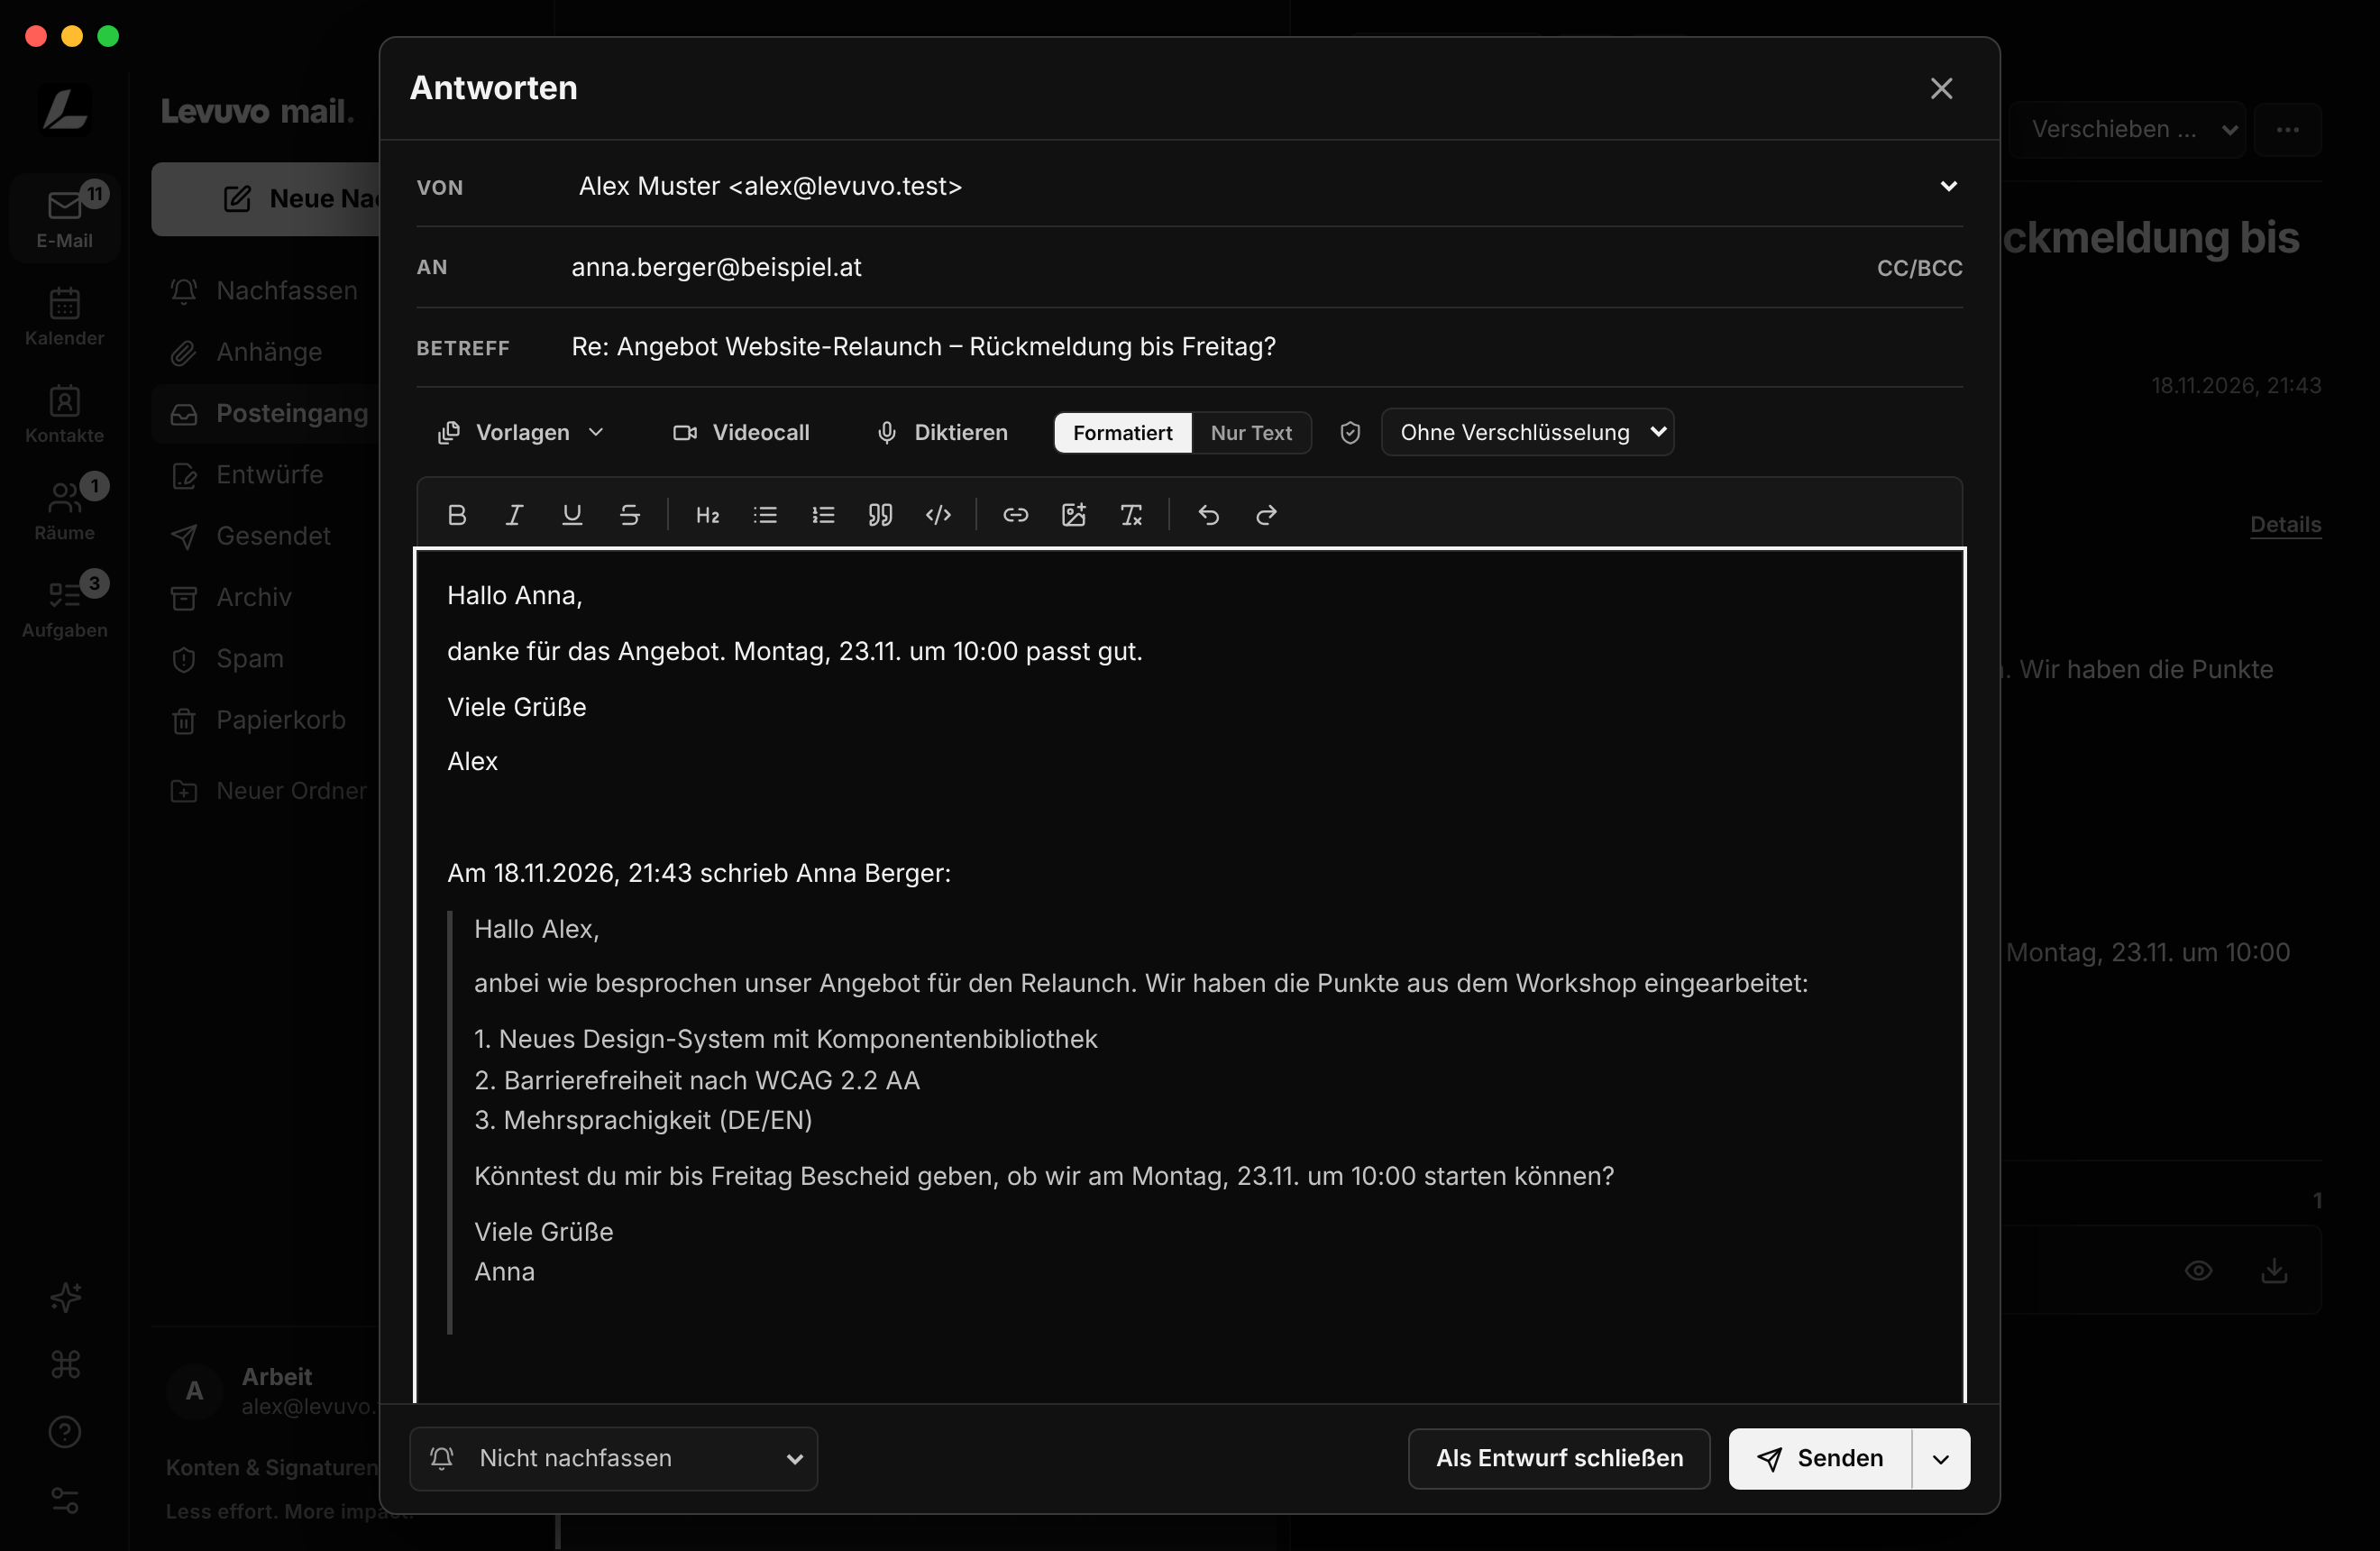 Levuvo mail.
Neue Nac
11
E-Mail
Kalender
Kontakte
1
Räume
3
Aufgaben
Nachfassen
Anhänge
Posteingang
Entwürfe
Gesendet
Archiv
Spam
Papierkorb
Neuer Ordner
A
Arbeit
alex@levuvo.
Konten & Signaturen
Less effort. More impact.
Antworten
VON Alex Muster <alex@levuvo.test>
AN anna.berger@beispiel.at CC/BCC
BETREFF Re: Angebot Website-Relaunch – Rückmeldung bis Freitag?
Vorlagen Videocall Diktieren Formatiert Nur Text Ohne Verschlüsselung
B I U S H2
Hallo Anna,
danke für das Angebot. Montag, 23.11. um 10:00 passt gut.
Viele Grüße
Alex
Am 18.11.2026, 21:43 schrieb Anna Berger:
Hallo Alex,
anbei wie besprochen unser Angebot für den Relaunch. Wir haben die Punkte aus dem Workshop eingearbeitet:
1. Neues Design-System mit Komponentenbibliothek
2. Barrierefreiheit nach WCAG 2.2 AA
3. Mehrsprachigkeit (DE/EN)
Könntest du mir bis Freitag Bescheid geben, ob wir am Montag, 23.11. um 10:00 starten können?
Viele Grüße
Anna
Nicht nachfassen Als Entwurf schließen Senden
Verschieben ...
ckmeldung bis
18.11.2026, 21:43
Details
. Wir haben die Punkte
Montag, 23.11. um 10:00
1